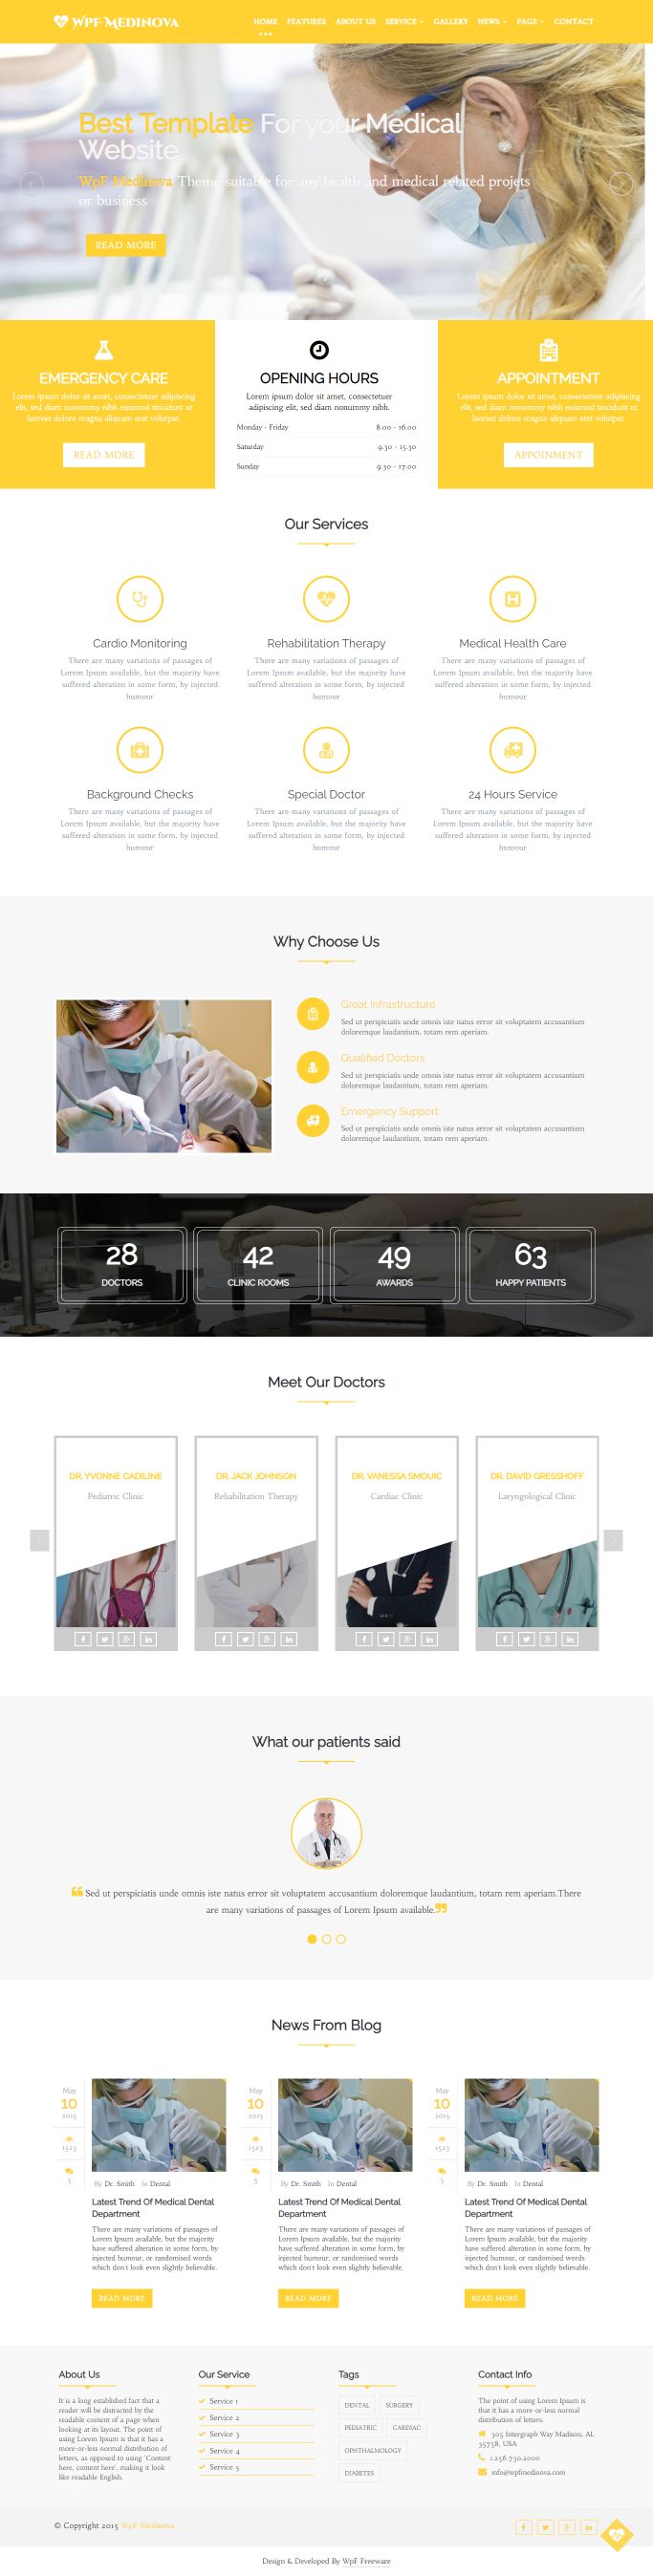 WPF-MEDINOVA
HOME FEATURES ABOUT US SERVICE GALLERY NEWS PAGE CONTACT
Best Template For your Medical
Website
WpF Medinova Theme suitable for any health and medical related projets
or business
READ MORE
EMERGENCY CARE
Lorem ipsum dolor sit amet, consectetuer adipiscing
elit, sed diam nonummy nibh euismod tincidunt ut
laoreet dolore magna aliquam erat volutpat.
READ MORE
OPENING HOURS
Lorem ipsum dolor sit amet, consectetuer
adipiscing elit, sed diam nonummy nibh.
Monday - Friday 8.00 - 16.00
Saturday 9.30 - 15.30
Sunday 9.30 - 17.00
APPOINTMENT
Lorem ipsum dolor sit amet, consectetuer adipiscing
elit, sed diam nonummy nibh euismod tincidunt ut
laoreet dolore magna aliquam erat volutpat.
APPOINMENT
Our Services
Cardio Monitoring
There are many variations of passages of
Lorem Ipsum available, but the majority have
suffered alteration in some form, by injected
humour
Rehabilitation Therapy
There are many variations of passages of
Lorem Ipsum available, but the majority have
suffered alteration in some form, by injected
humour
Medical Health Care
There are many variations of passages of
Lorem Ipsum available, but the majority have
suffered alteration in some form, by injected
humour
Background Checks
There are many variations of passages of
Lorem Ipsum available, but the majority have
suffered alteration in some form, by injected
humour
Special Doctor
There are many variations of passages of
Lorem Ipsum available, but the majority have
suffered alteration in some form, by injected
humour
24 Hours Service
There are many variations of passages of
Lorem Ipsum available, but the majority have
suffered alteration in some form, by injected
humour
Why Choose Us
Great Infrastructure
Sed ut perspiciatis unde omnis iste natus error sit voluptatem accusantium
doloremque laudantium, totam rem aperiam.
Qualified Doctors
Sed ut perspiciatis unde omnis iste natus error sit voluptatem accusantium
doloremque laudantium, totam rem aperiam.
Emergency Support
Sed ut perspiciatis unde omnis iste natus error sit voluptatem accusantium
doloremque laudantium, totam rem aperiam.
28
DOCTORS
42
CLINIC ROOMS
49
AWARDS
63
HAPPY PATIENTS
Meet Our Doctors
DR. YVONNE CADILINE
Pediatric Clinic
DR. JACK JOHNSON
Rehabilitation Therapy
DR. VANESSA SMOUIC
Cardiac Clinic
DR. DAVID GRESSHOFF
Laryngological Clinic
What our patients said
Sed ut perspiciatis unde omnis iste natus error sit voluptatem accusantium doloremque laudantium, totam rem aperiam.There
are many variations of passages of Lorem Ipsum available.
News From Blog
May
10
2015
1523
5
By Dr. Smith In Dental
Latest Trend Of Medical Dental
Department
There are many variations of passages of
Lorem Ipsum available, but the majority
have suffered alteration in some form, by
injected humour, or randomised words
which don't look even slightly believable.
READ MORE
May
10
2015
1523
5
By Dr. Smith In Dental
Latest Trend Of Medical Dental
Department
There are many variations of passages of
Lorem Ipsum available, but the majority
have suffered alteration in some form, by
injected humour, or randomised words
which don't look even slightly believable.
READ MORE
May
10
2015
1523
5
By Dr. Smith In Dental
Latest Trend Of Medical Dental
Department
There are many variations of passages of
Lorem Ipsum available, but the majority
have suffered alteration in some form, by
injected humour, or randomised words
which don't look even slightly believable.
READ MORE
About Us
It is a long established fact that a
reader will be distracted by the
readable content of a page when
looking at its layout. The point of
using Lorem Ipsum is that it has a
more-or-less normal distribution of
letters, as opposed to using 'Content
here, content here', making it look
like readable English.
Our Service
Service 1
Service 2
Service 3
Service 4
Service 5
Tags
DENTAL SURGERY
PEDIATRIC CARDIAC
OPHTHALMOLOGY
DIABETES
Contact Info
The point of using Lorem Ipsum is
that it has a more-or-less normal
distribution of letters.
305 Intergraph Way Madison, AL
35758, USA
1.256.730.2000
info@wpfmedinova.com
© Copyright 2015 WpF Medinova
Design & Developed By WpF Freeware